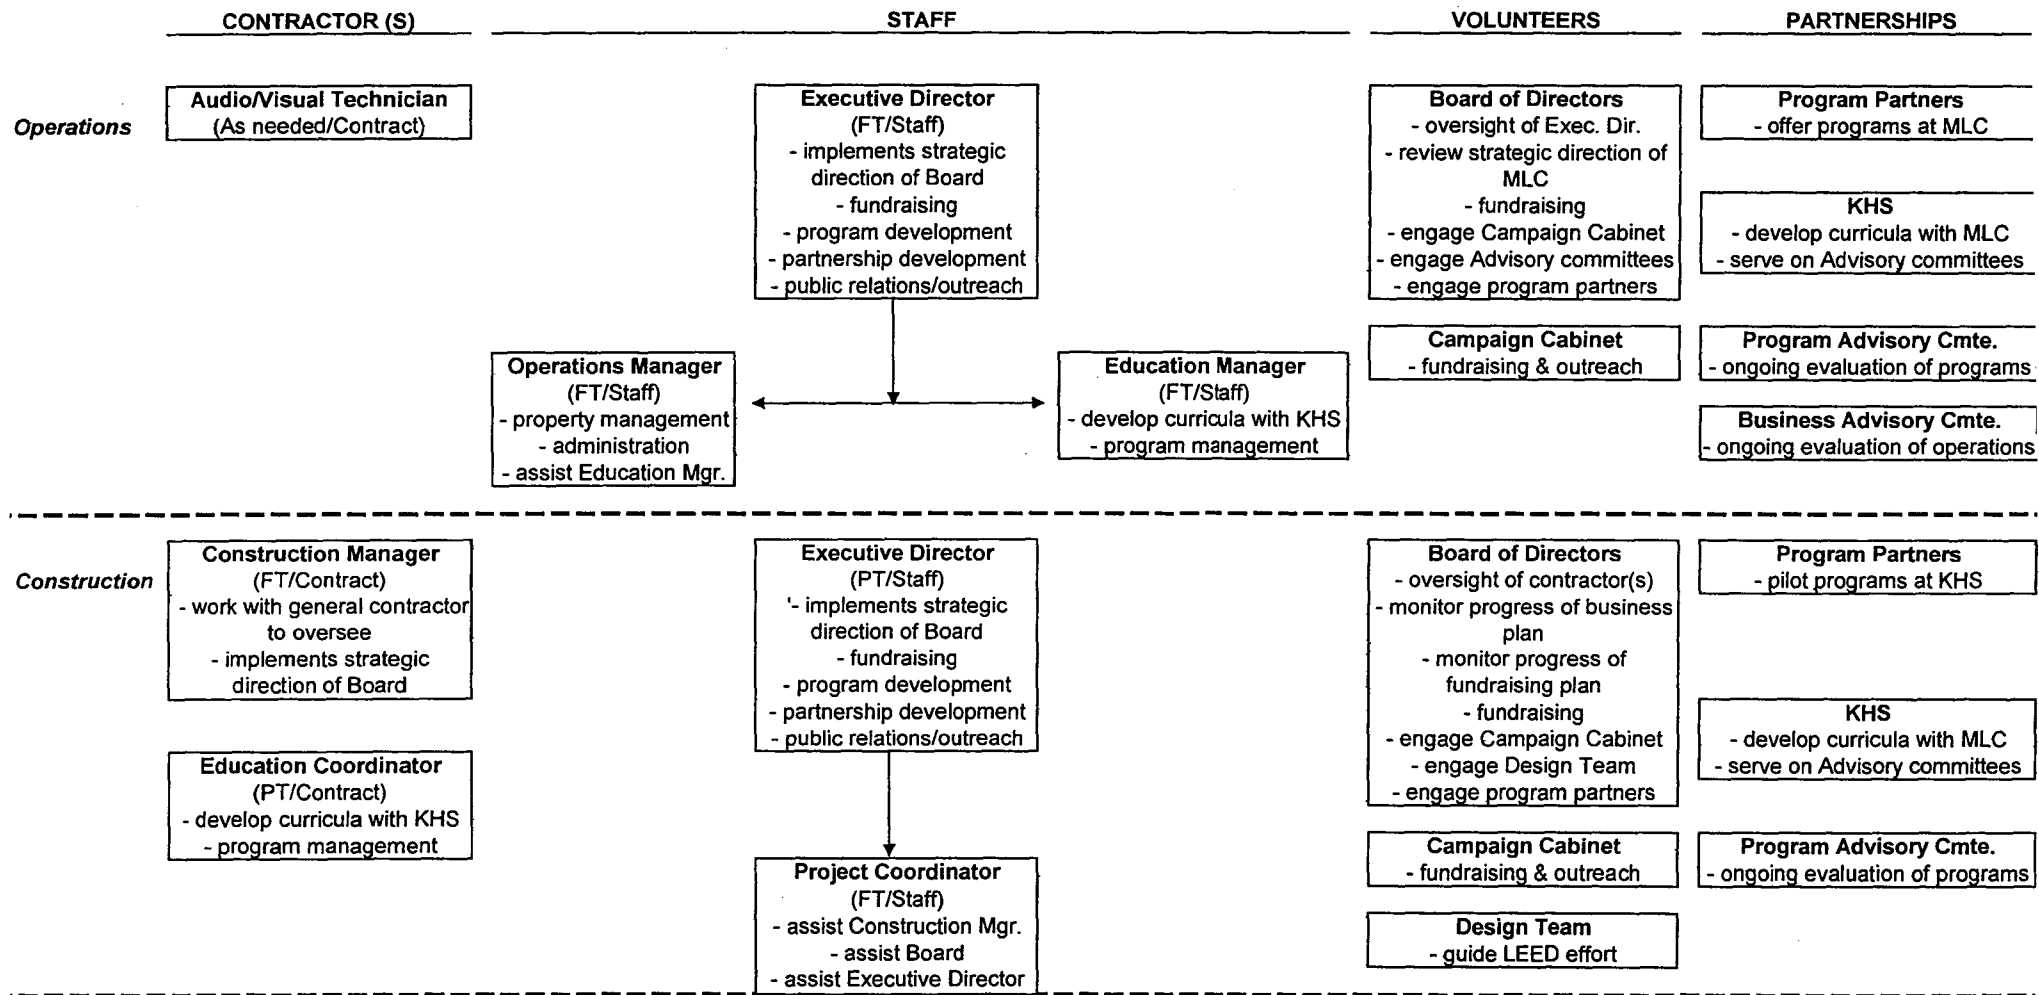 CONTRACTOR (S)
STAFF
VOLUNTEERS
PARTNERSHIPS
Operations
Audio/Visual Technician
(As needed/Contract)
Executive Director
(FT/Staff)
- implements strategic
direction of Board
- fundraising
- program development
- partnership development
- public relations/outreach
Board of Directors
- oversight of Exec. Dir.
- review strategic direction of
MLC
- fundraising
- engage Campaign Cabinet
- engage Advisory committees
- engage program partners
Program Partners
- offer programs at MLC
KHS
- develop curricula with MLC
- serve on Advisory committees
Operations Manager
(FT/Staff)
- property management
- administration
- assist Education Mgr.
Education Manager
(FT/Staff)
- develop curricula with KHS
- program management
Campaign Cabinet
- fundraising & outreach
Program Advisory Cmte.
- ongoing evaluation of programs
Business Advisory Cmte.
- ongoing evaluation of operations
Construction
Construction Manager
(FT/Contract)
- work with general contractor
to oversee
- implements strategic
direction of Board
Education Coordinator
(PT/Contract)
- develop curricula with KHS
- program management
Executive Director
(PT/Staff)
'- implements strategic
direction of Board
- fundraising
- program development
- partnership development
- public relations/outreach
Project Coordinator
(FT/Staff)
- assist Construction Mgr.
- assist Board
- assist Executive Director
Board of Directors
- oversight of contractor(s)
- monitor progress of business
plan
- monitor progress of
fundraising plan
- fundraising
- engage Campaign Cabinet
- engage Design Team
- engage program partners
Campaign Cabinet
- fundraising & outreach
Design Team
- guide LEED effort
Program Partners
- pilot programs at KHS
KHS
- develop curricula with MLC
- serve on Advisory committees
Program Advisory Cmte.
- ongoing evaluation of programs